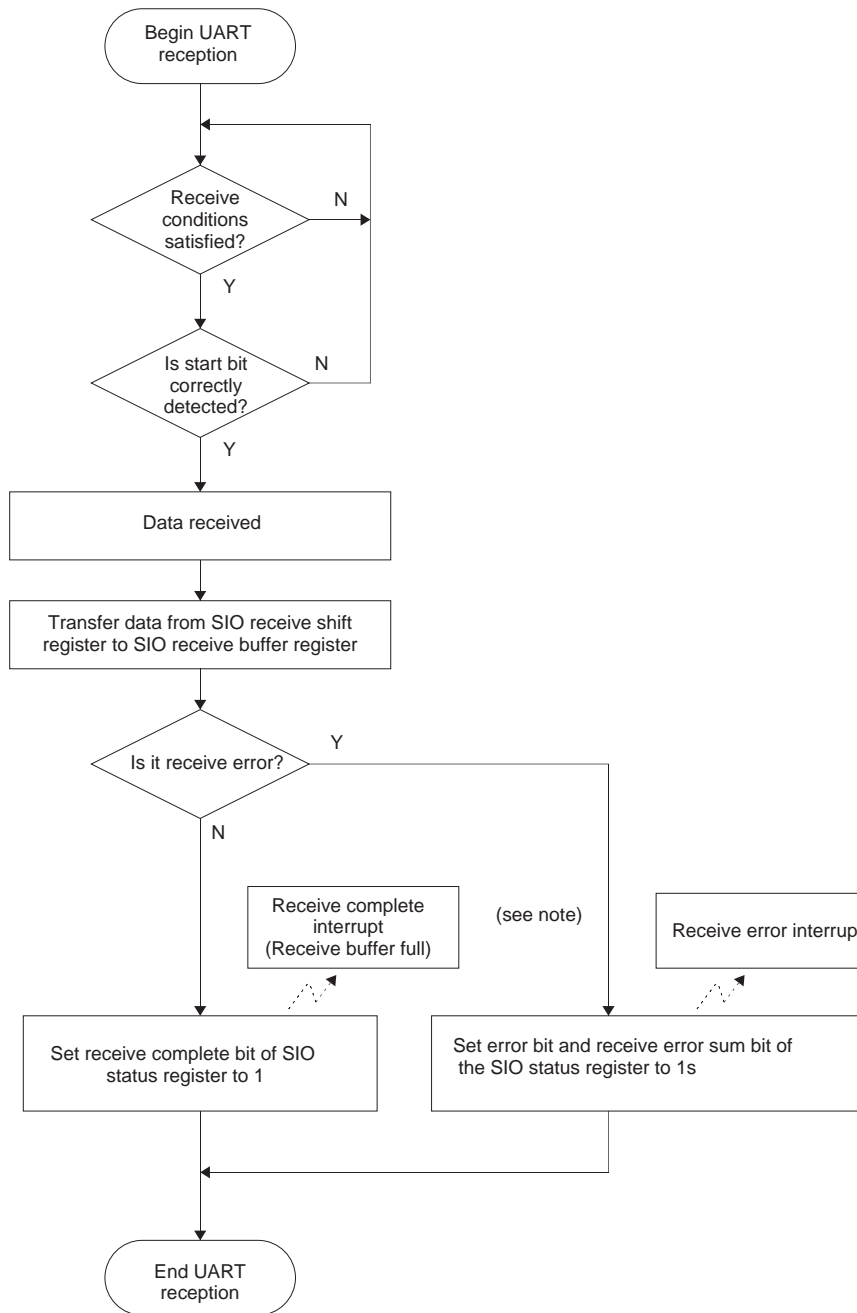 Begin UART
reception
Receive
conditions
satisfied?
N
Y
Is start bit
correctly
detected?
N
Y
Data received
Transfer data from SIO receive shift
register to SIO receive buffer register
Is it receive error?
Y
N
Receive complete
interrupt
(Receive buffer full)
(see note)
Receive error interrup
Set receive complete bit of SIO
status register to 1
Set error bit and receive error sum bit of
the SIO status register to 1s
End UART
reception